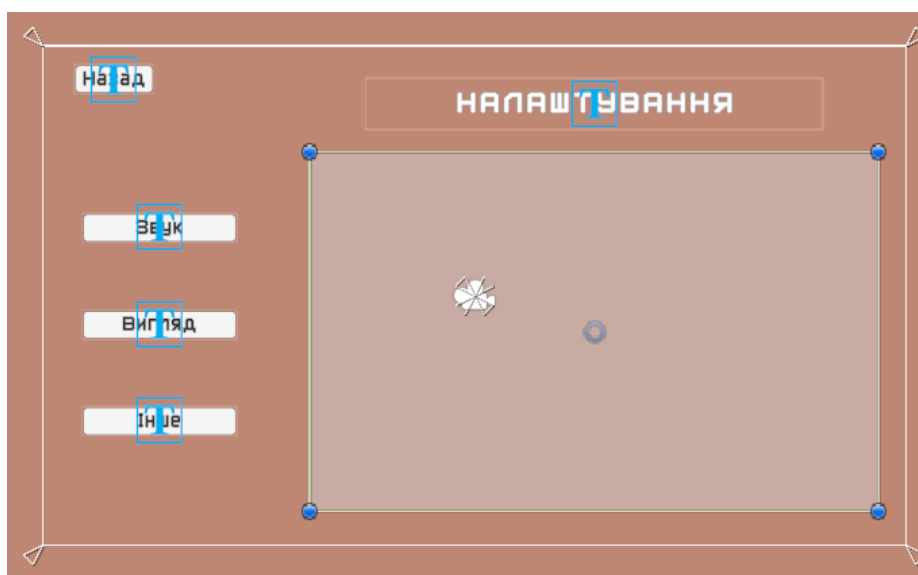 Назад
НАЛАШТУВАННЯ
Звук
Вигляд
Інше